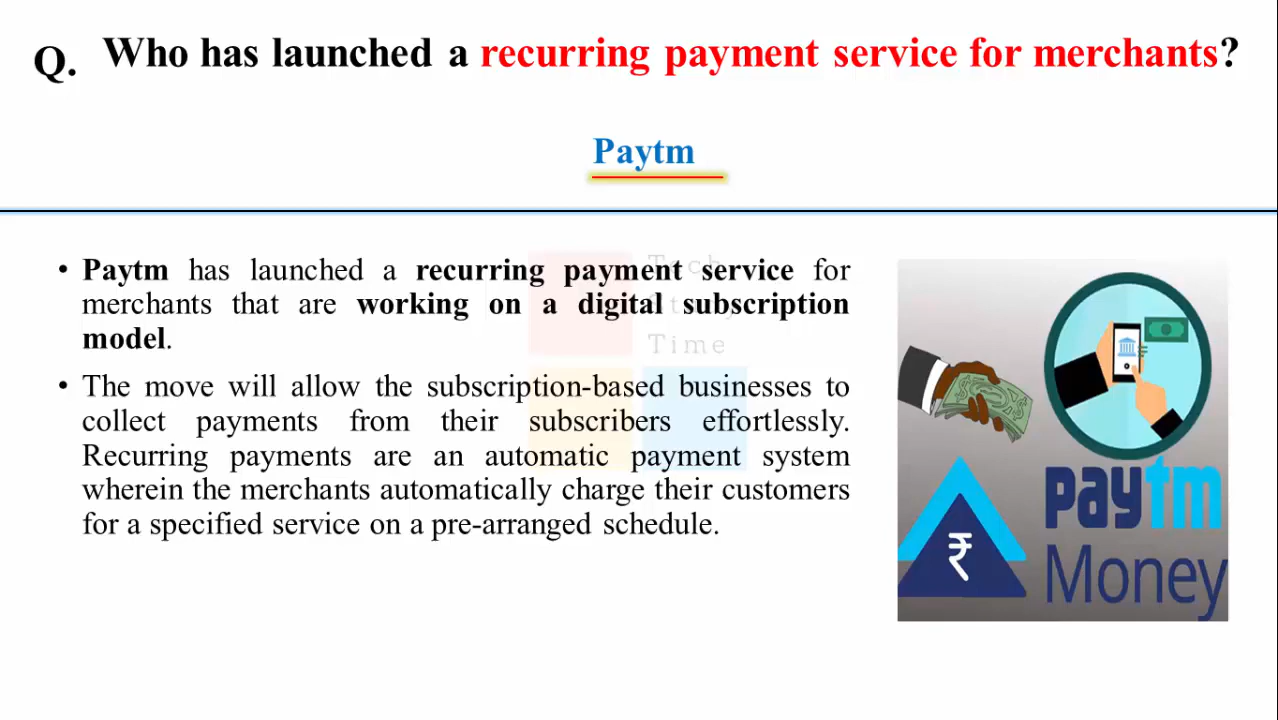 Q. Who has launched a recurring payment service for merchants?
Paytm
• Paytm has launched a recurring payment service for
merchants that are working on a digital subscription
model.
• The move will allow the subscription-based businesses to
collect payments from their subscribers effortlessly.
Recurring payments are an automatic payment system
wherein the merchants automatically charge their customers
for a specified service on a pre-arranged schedule.
Tech
Time
₹
paytm
Money